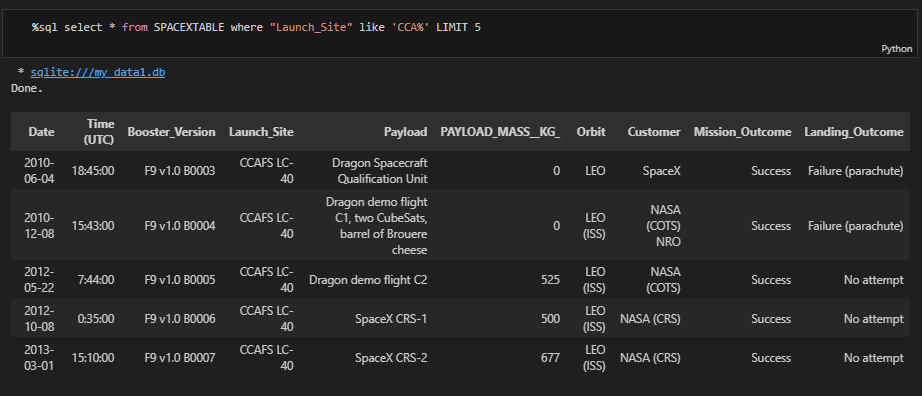 %sql select * from SPACEXTABLE where "Launch_Site" like 'CCA%' LIMIT 5
Python
* sqlite:///my_data1.db
Done.
Date Time (UTC) Booster_Version Launch_Site Payload PAYLOAD_MASS__KG_ Orbit Customer Mission_Outcome Landing_Outcome
2010-06-04 18:45:00 F9 v1.0 B0003 CCAFS LC-40 Dragon Spacecraft Qualification Unit 0 LEO SpaceX Success Failure (parachute)
2010-12-08 15:43:00 F9 v1.0 B0004 CCAFS LC-40 Dragon demo flight C1, two CubeSats, barrel of Brouere cheese 0 LEO (ISS) NASA (COTS) NRO Success Failure (parachute)
2012-05-22 7:44:00 F9 v1.0 B0005 CCAFS LC-40 Dragon demo flight C2 525 LEO (ISS) NASA (COTS) Success No attempt
2012-10-08 0:35:00 F9 v1.0 B0006 CCAFS LC-40 SpaceX CRS-1 500 LEO (ISS) NASA (CRS) Success No attempt
2013-03-01 15:10:00 F9 v1.0 B0007 CCAFS LC-40 SpaceX CRS-2 677 LEO (ISS) NASA (CRS) Success No attempt